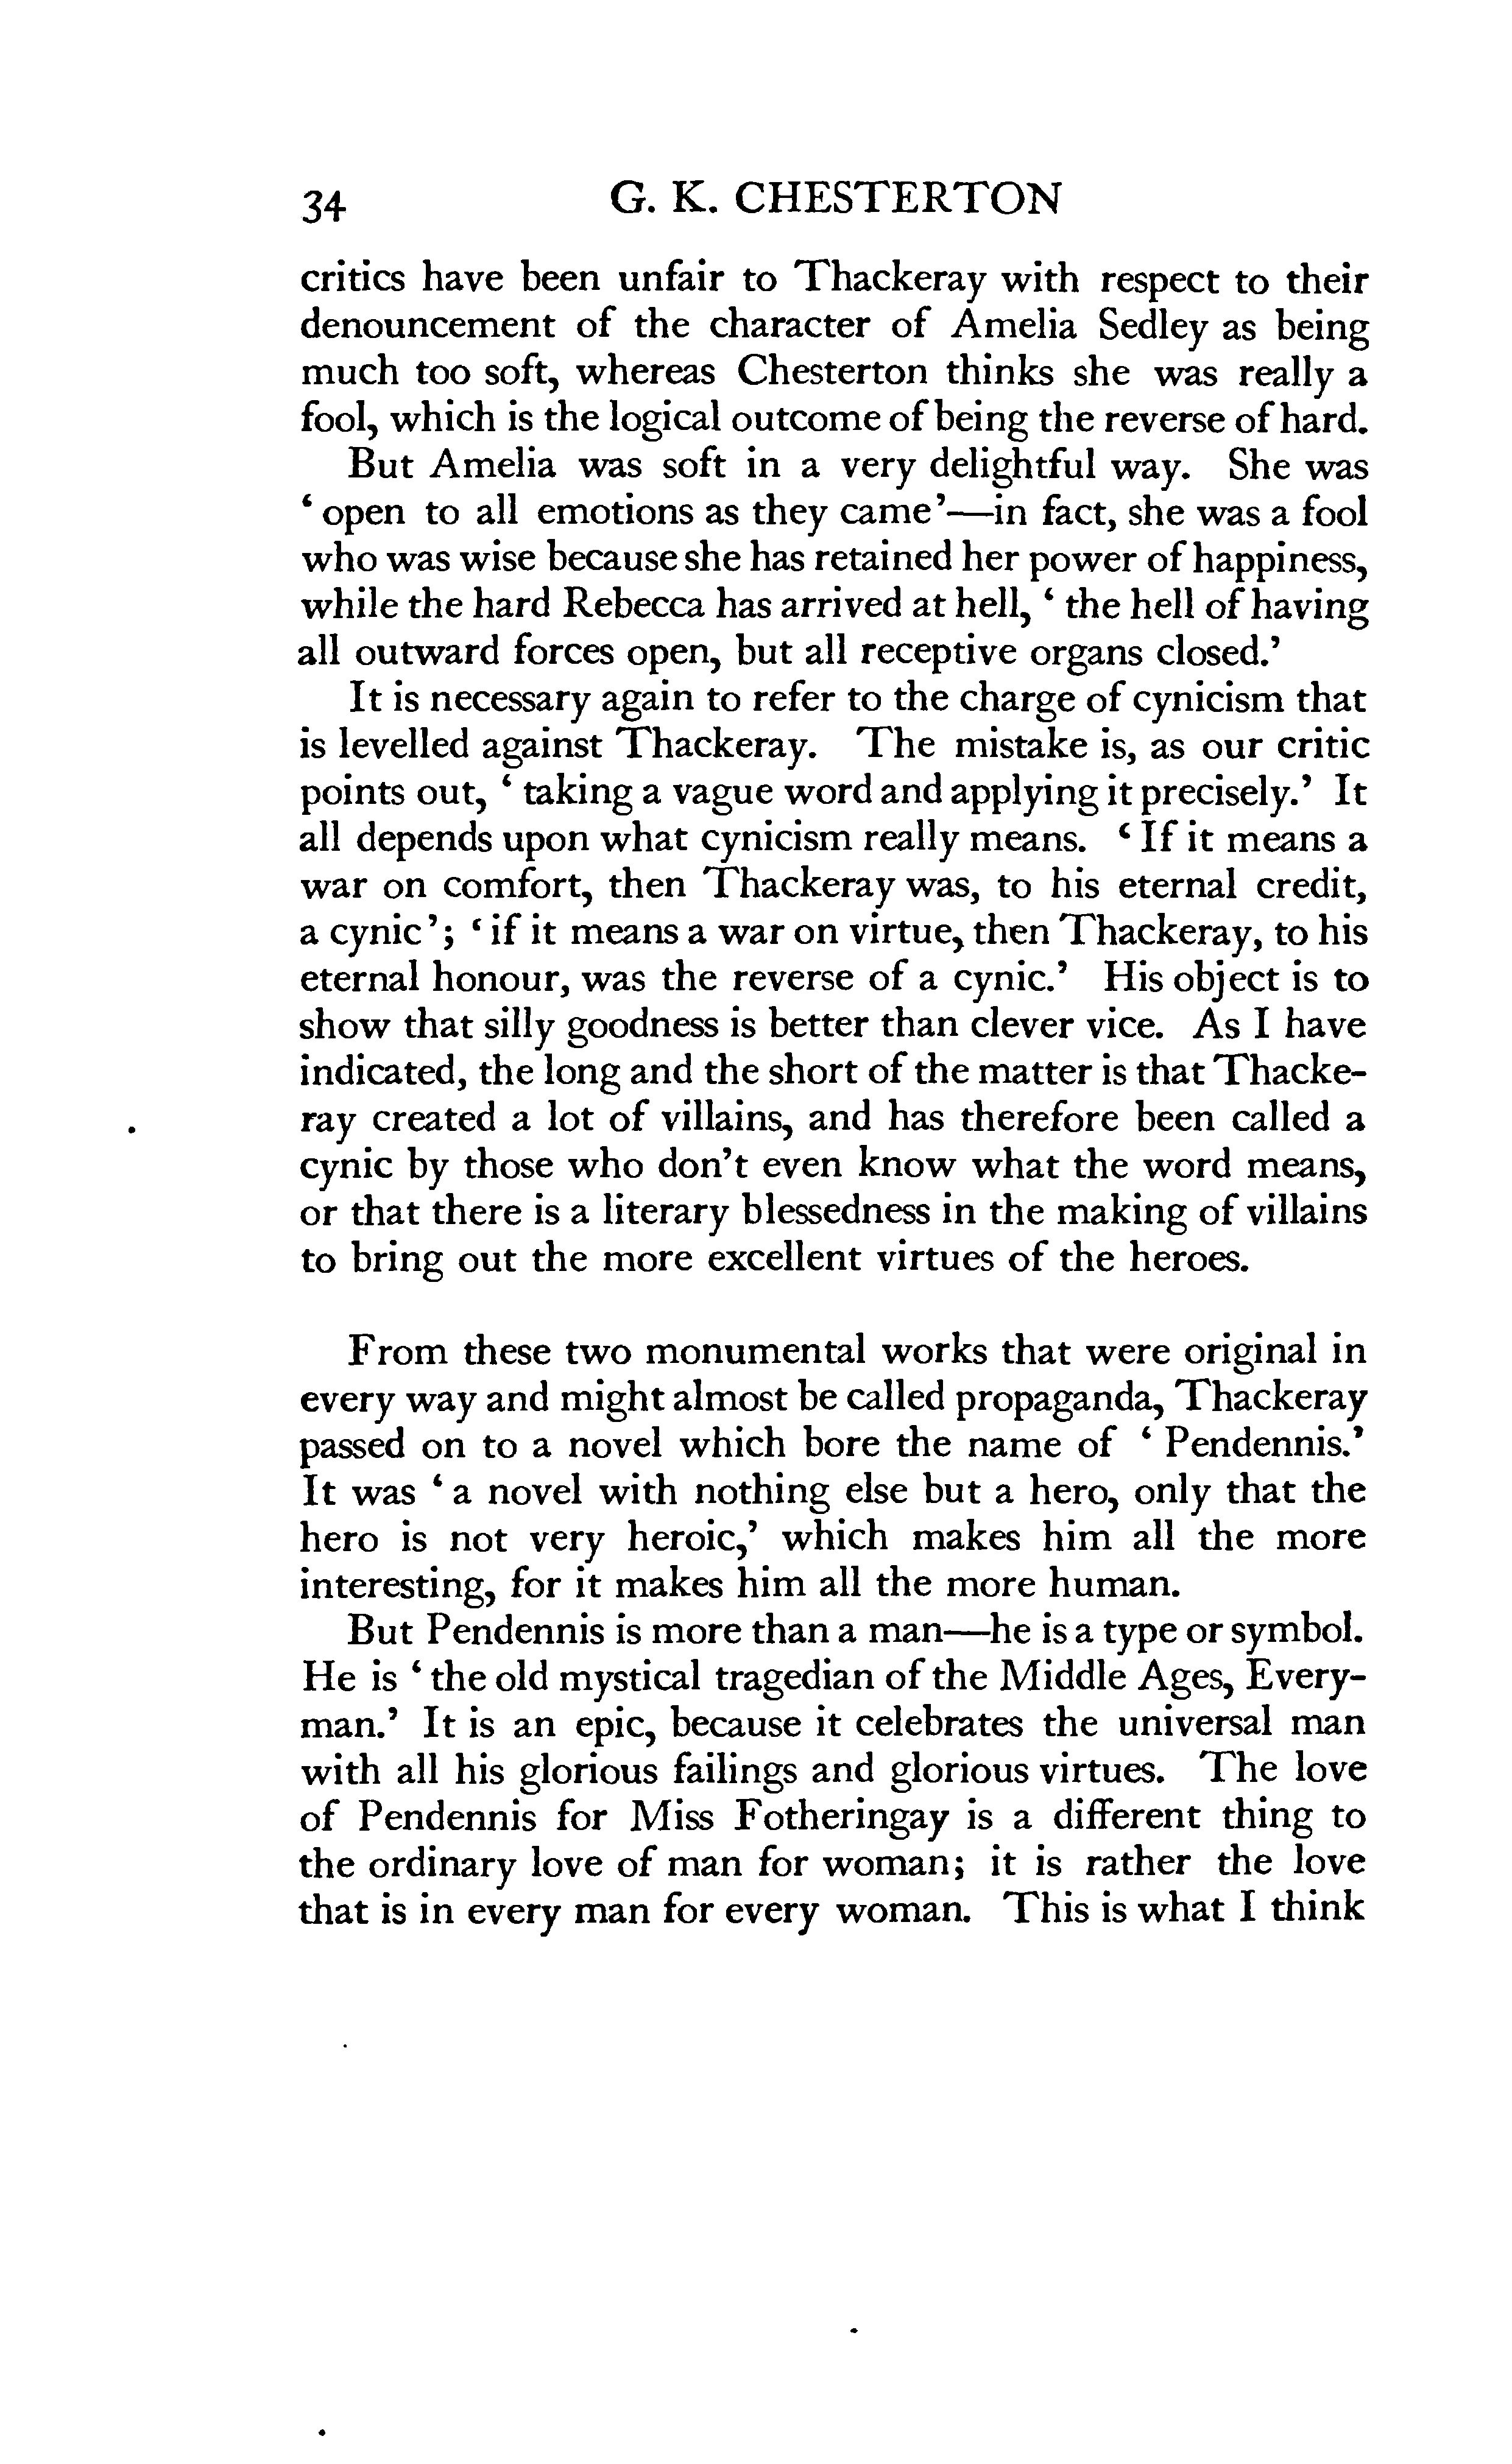 34 G. K. CHESTERTON
critics have been unfair to Thackeray with respect to their
denouncement of the character of Amelia Sedley as being
much too soft, whereas Chesterton thinks she was really a
fool, which is the logical outcome of being the reverse of hard.
But Amelia was soft in a very delightful way. She was
‘ open to all emotions as they came’—in fact, she was a fool
who was wise because she has retained her power of happiness,
while the hard Rebecca has arrived at hell, ‘ the hell of having
all outward forces open, but all receptive organs closed.’
It is necessary again to refer to the charge of cynicism that
is levelled against Thackeray. The mistake is, as our critic
points out, ‘ taking a vague word and applying it precisely.’ It
all depends upon what cynicism really means. ‘ If it means a
war on comfort, then Thackeray was, to his eternal credit,
a cynic’; ‘ if it means a war on virtue, then Thackeray, to his
eternal honour, was the reverse of a cynic.’ His object is to
show that silly goodness is better than clever vice. As I have
indicated, the long and the short of the matter is that Thacke-
ray created a lot of villains, and has therefore been called a
cynic by those who don’t even know what the word means,
or that there is a literary blessedness in the making of villains
to bring out the more excellent virtues of the heroes.
From these two monumental works that were original in
every way and might almost be called propaganda, Thackeray
passed on to a novel which bore the name of ‘ Pendennis.’
It was ‘ a novel with nothing else but a hero, only that the
hero is not very heroic,’ which makes him all the more
interesting, for it makes him all the more human.
But Pendennis is more than a man—he is a type or symbol.
He is ‘ the old mystical tragedian of the Middle Ages, Every-
man.’ It is an epic, because it celebrates the universal man
with all his glorious failings and glorious virtues. The love
of Pendennis for Miss Fotheringay is a different thing to
the ordinary love of man for woman; it is rather the love
that is in every man for every woman. This is what I think